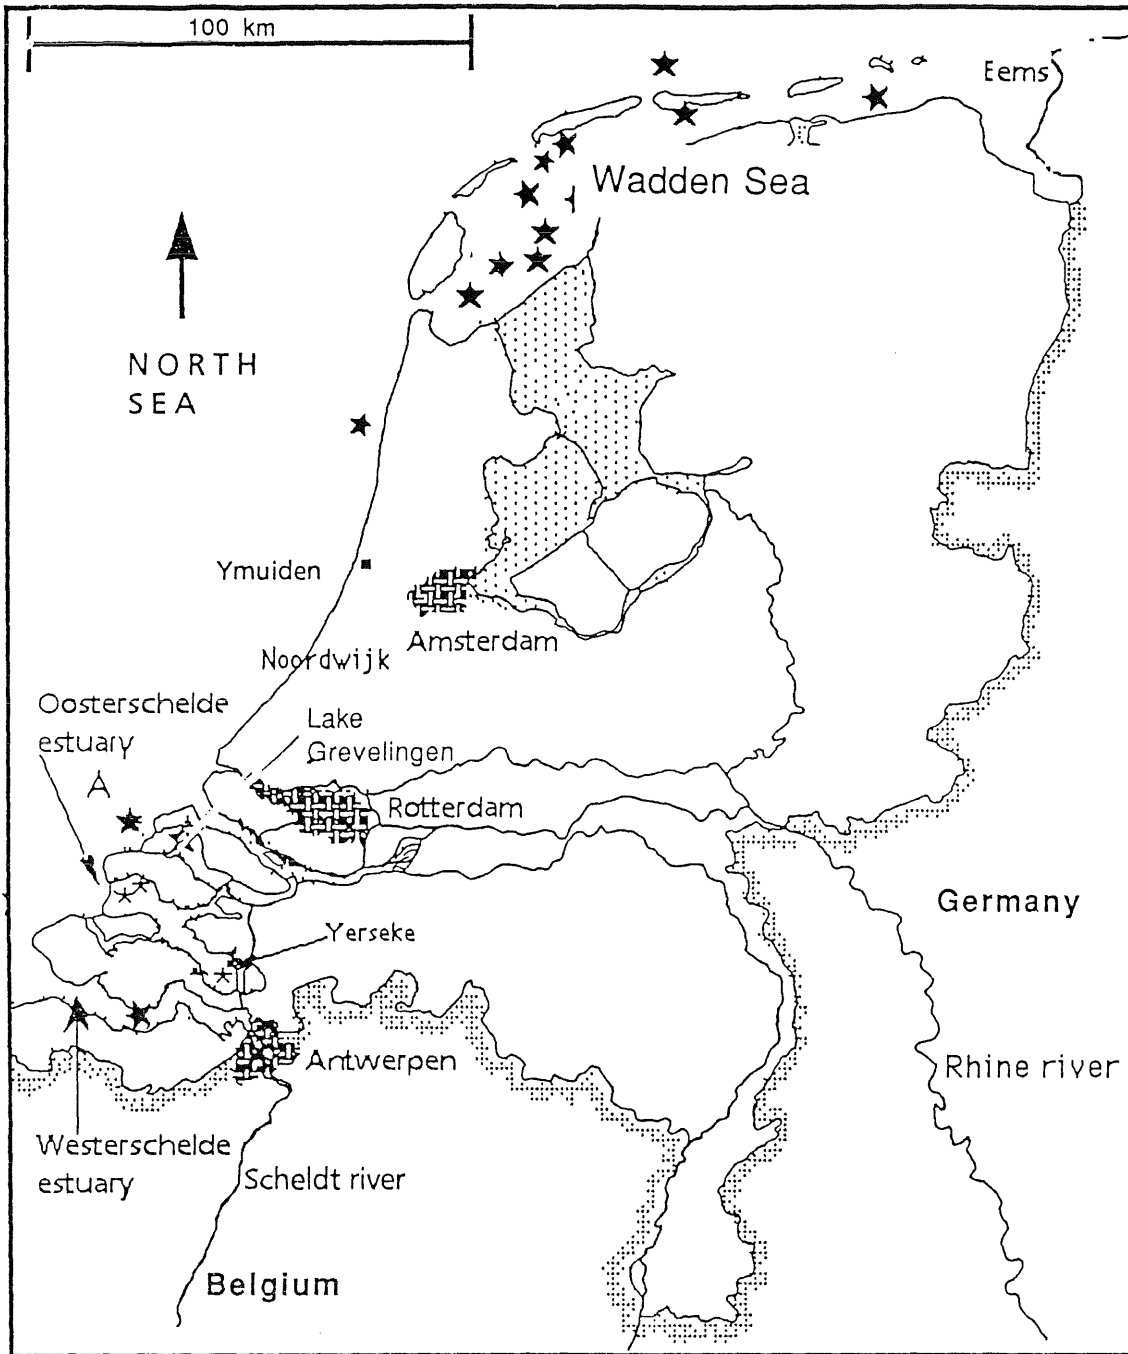 100 km
Eems
Wadden Sea
NORTH
SEA
Ymuiden
Amsterdam
Noordwijk
Oosterschelde
estuary
A
Lake
Grevelingen
Rotterdam
Germany
Yerseke
Antwerpen
Rhine river
Westerschelde
estuary
Scheldt river
Belgium